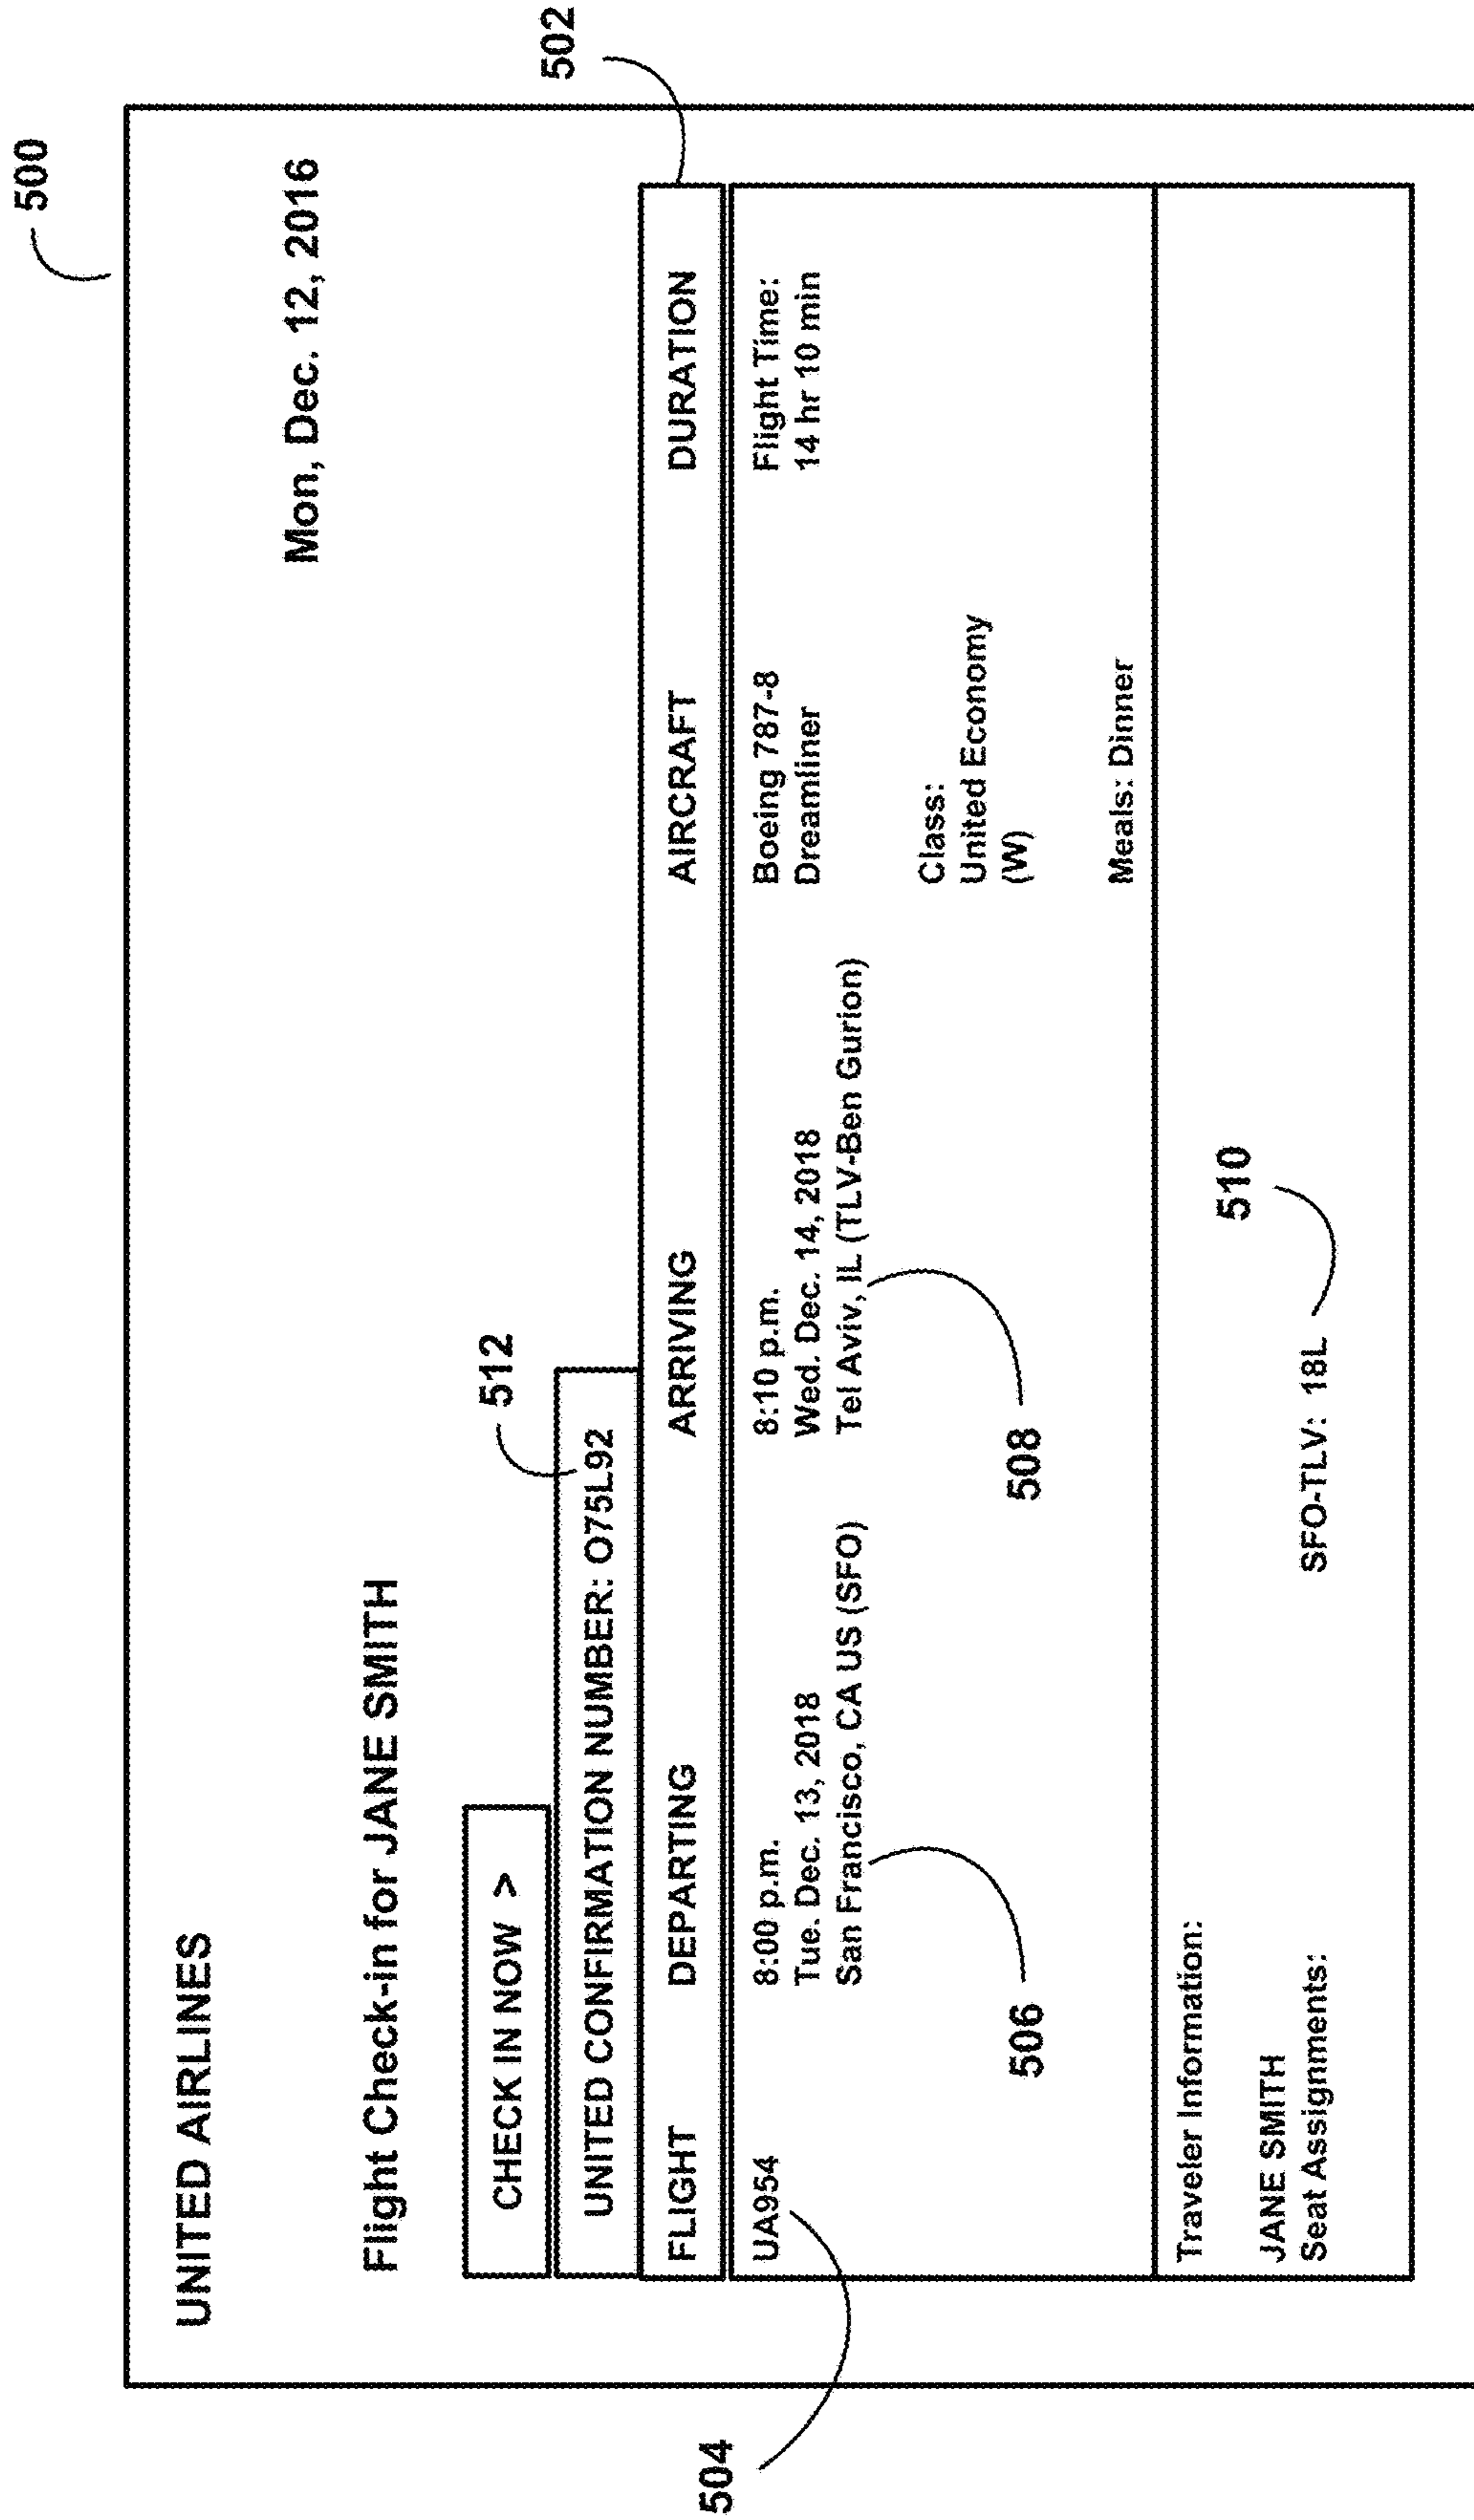 500
UNITED AIRLINES
Mon, Dec. 12, 2016
Flight Check-in for JANE SMITH
CHECK IN NOW >
512
UNITED CONFIRMATION NUMBER: O75L92
502
FLIGHT DEPARTING ARRIVING AIRCRAFT DURATION
504
UA954 8:00 p.m. 8:10 p.m. Boeing 787-8 Flight Time:
Tue. Dec. 13, 2018 Wed. Dec. 14, 2018 Dreamliner 14 hr 10 min
San Francisco, CA US (SFO) Tel Aviv, IL (TLV-Ben Gurion)
Class:
United Economy
(W)
506 508
Meals: Dinner
Traveler Information:
510
JANE SMITH
Seat Assignments: SFO-TLV: 18L